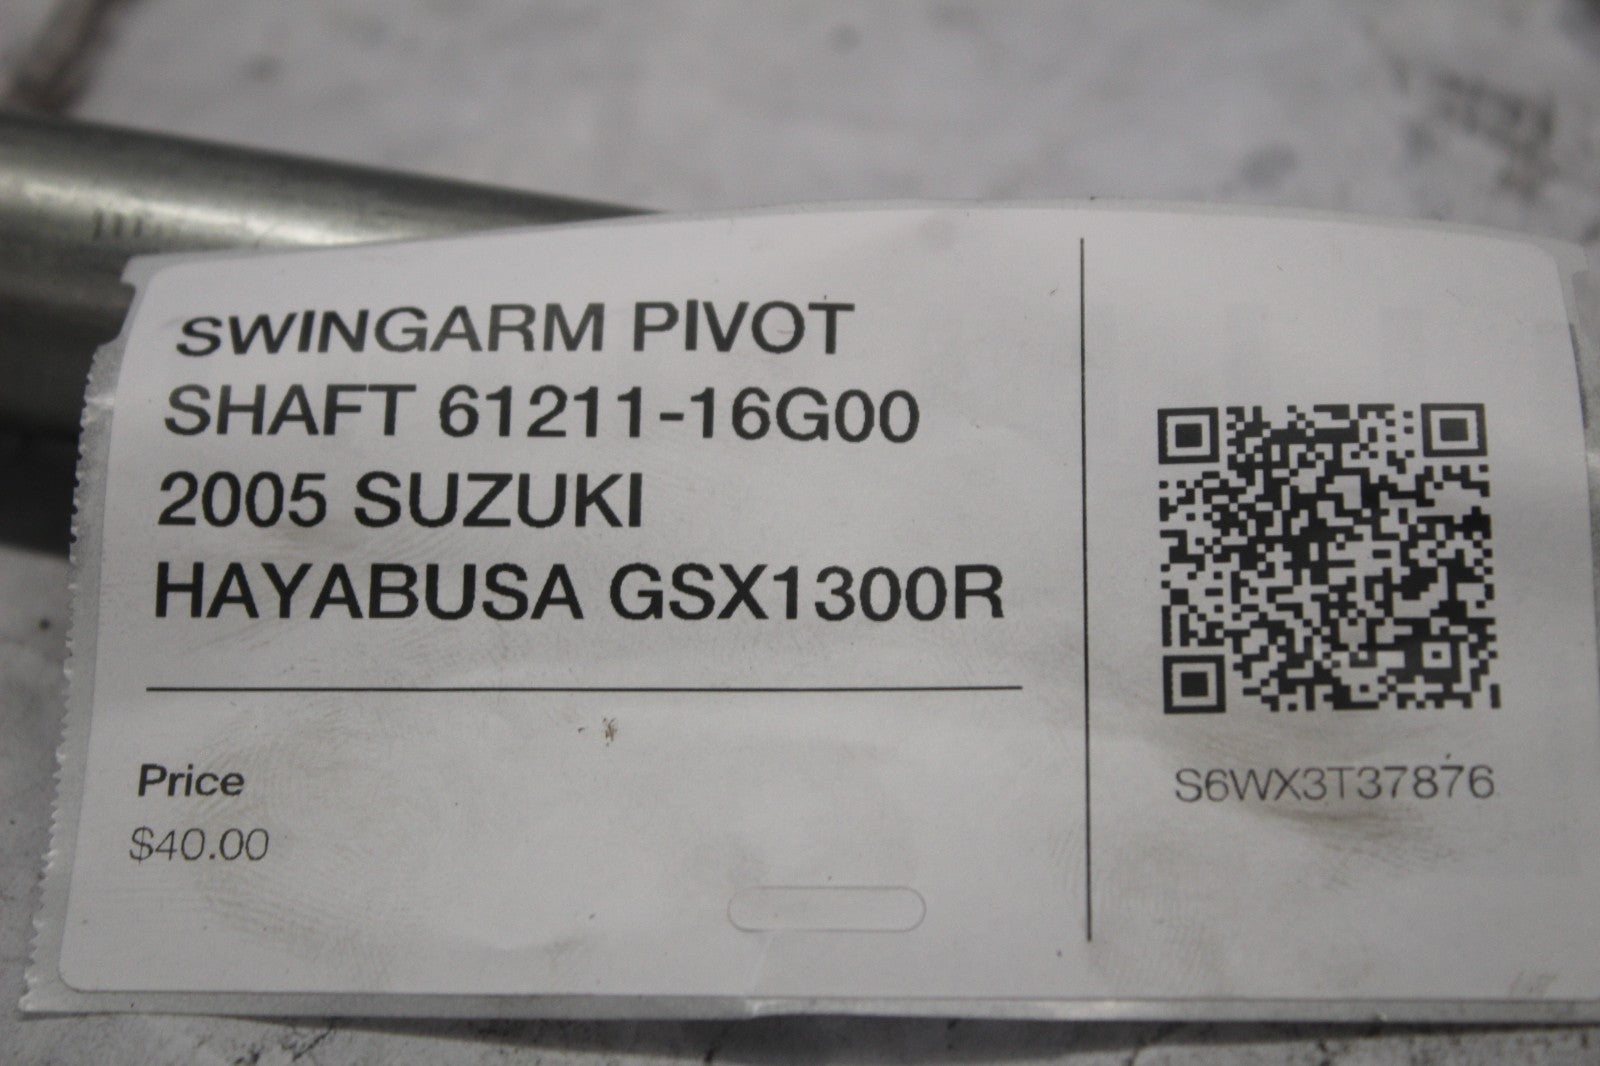 SWINGARM PIVOT
SHAFT 61211-16G00
2005 SUZUKI
HAYABUSA GSX1300R
Price
$40.00
S6WX3T37876